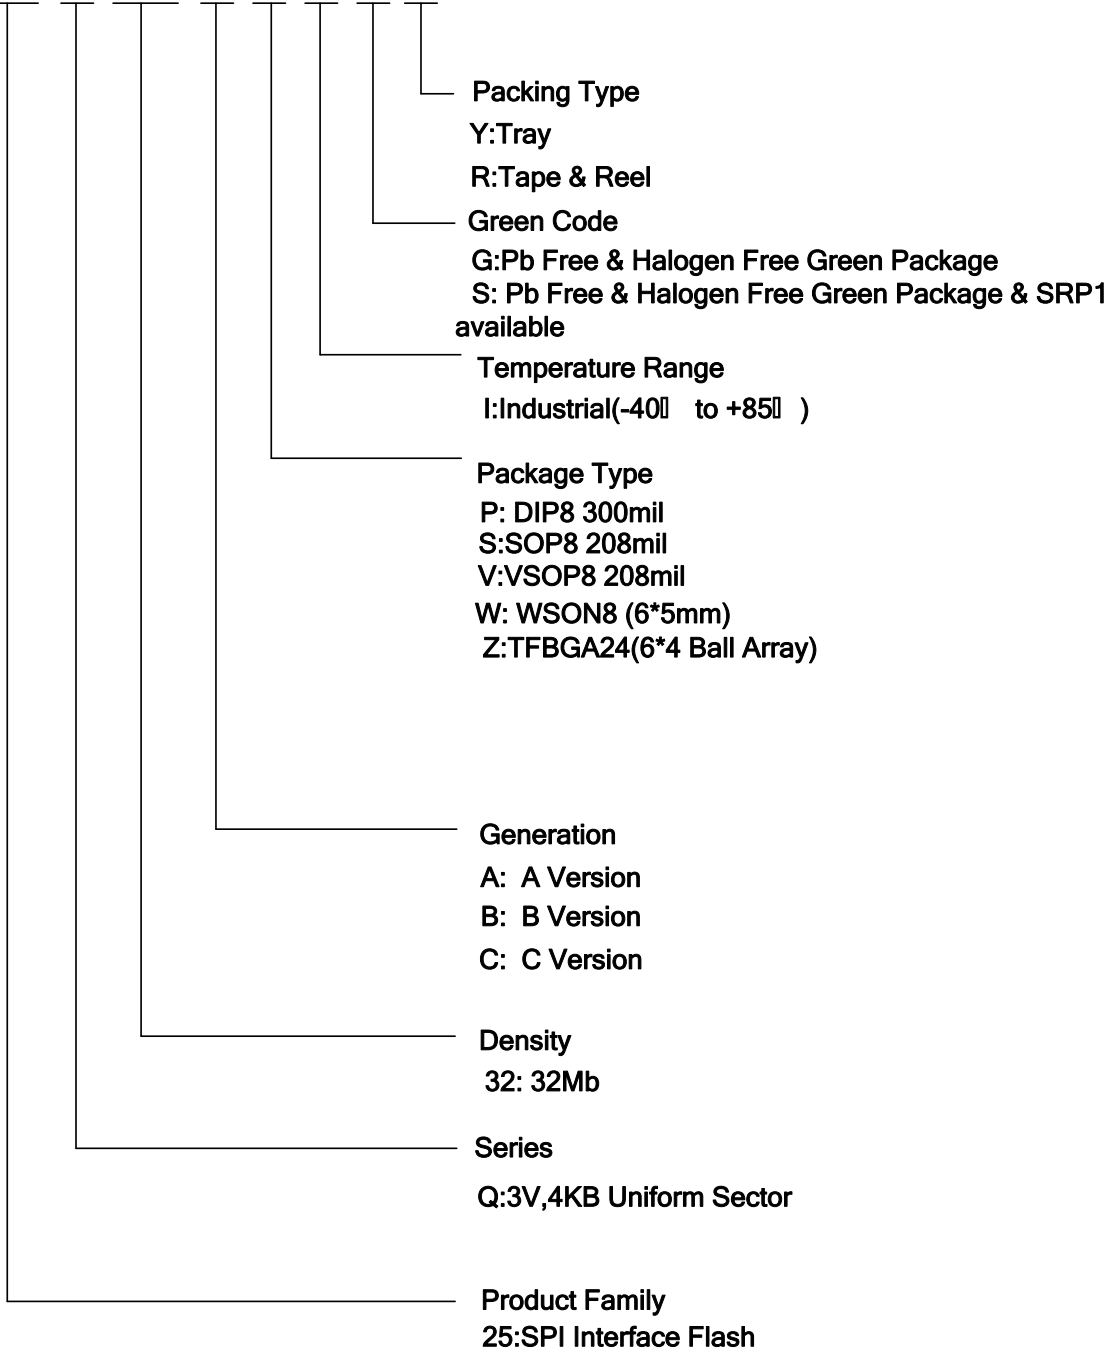 Packing Type
Y:Tray
R:Tape & Reel
Green Code
G:Pb Free & Halogen Free Green Package
S: Pb Free & Halogen Free Green Package & SRP1
available
Temperature Range
I:Industrial(-40▯ to +85▯ )
Package Type
P: DIP8 300mil
S:SOP8 208mil
V:VSOP8 208mil
W: WSON8 (6*5mm)
Z:TFBGA24(6*4 Ball Array)
Generation
A: A Version
B: B Version
C: C Version
Density
32: 32Mb
Series
Q:3V,4KB Uniform Sector
Product Family
25:SPI Interface Flash